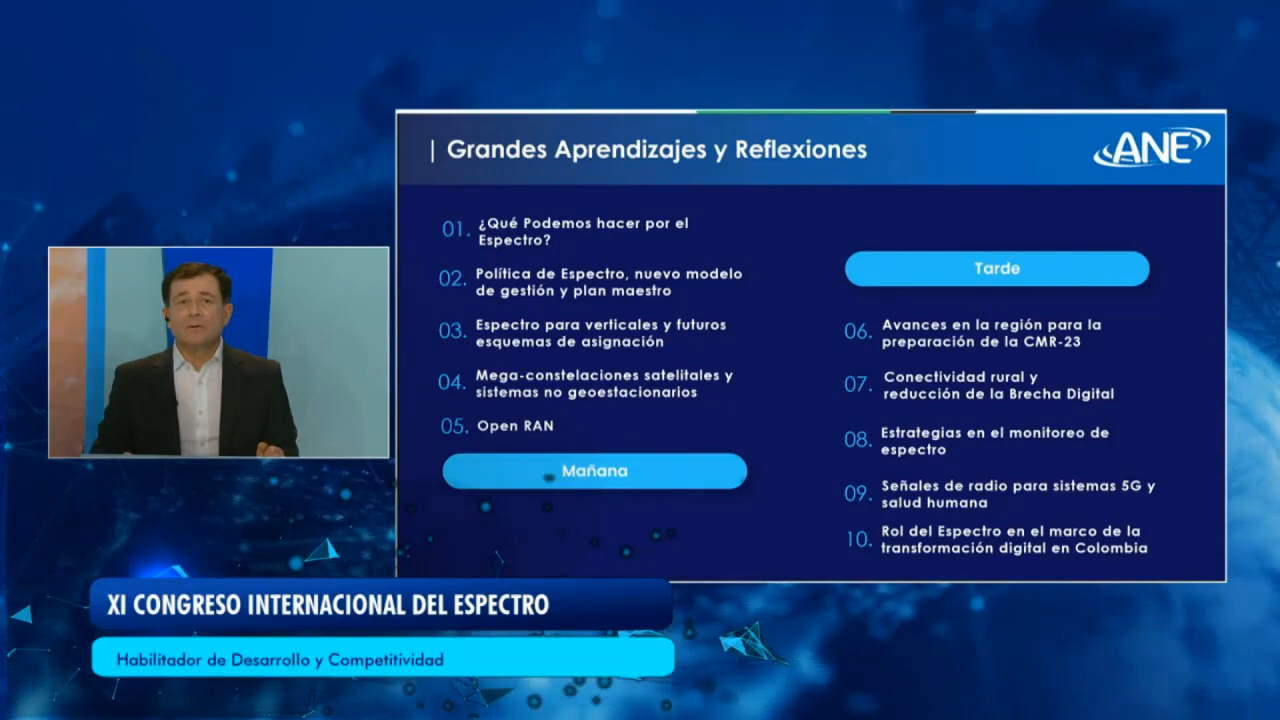 | Grandes Aprendizajes y Reflexiones
ANE
01. ¿Qué Podemos hacer por el
Espectro?
02. Política de Espectro, nuevo modelo
de gestión y plan maestro
03. Espectro para verticales y futuros
esquemas de asignación
04. Mega-constelaciones satelitales y
sistemas no geoestacionarios
05. Open RAN
Mañana
Tarde
06. Avances en la región para la
preparación de la CMR-23
07. Conectividad rural y
reducción de la Brecha Digital
08. Estrategias en el monitoreo de
espectro
09. Señales de radio para sistemas 5G y
salud humana
10. Rol del Espectro en el marco de la
transformación digital en Colombia
XI CONGRESO INTERNACIONAL DEL ESPECTRO
Habilitador de Desarrollo y Competitividad